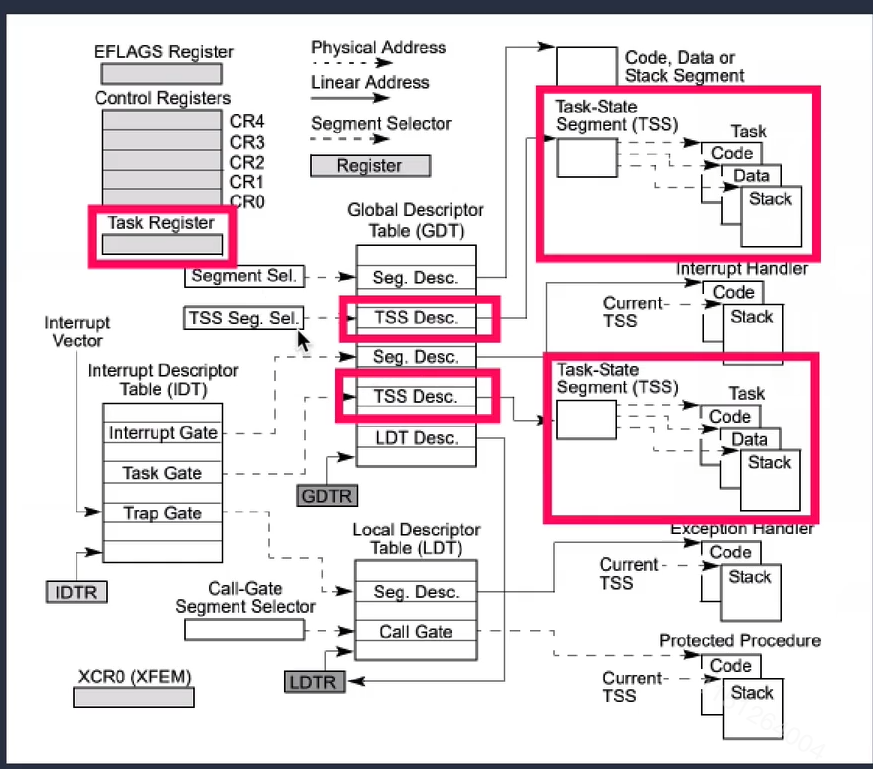 EFLAGS Register
Control Registers
CR4
CR3
CR2
CR1
CR0
Task Register
Physical Address
Linear Address
Segment Selector
Register
Code, Data or
Stack Segment
Task-State
Segment (TSS)
Task
Code
Data
Stack
Global Descriptor
Table (GDT)
Segment Sel.
Seg. Desc.
TSS Seg. Sel.
TSS Desc.
Seg. Desc.
TSS Desc.
LDT Desc.
GDTR
Interrupt Handler
Code
Current
TSS
Stack
Interrupt
Vector
Interrupt Descriptor
Table (IDT)
Interrupt Gate
Task Gate
Trap Gate
IDTR
Task-State
Segment (TSS)
Task
Code
Data
Stack
Local Descriptor
Table (LDT)
Seg. Desc.
Call-Gate
Segment Selector
Call Gate
LDTR
Exception Handler
Code
Current
TSS
Stack
Protected Procedure
Code
Current
TSS
Stack
XCR0 (XFEM)